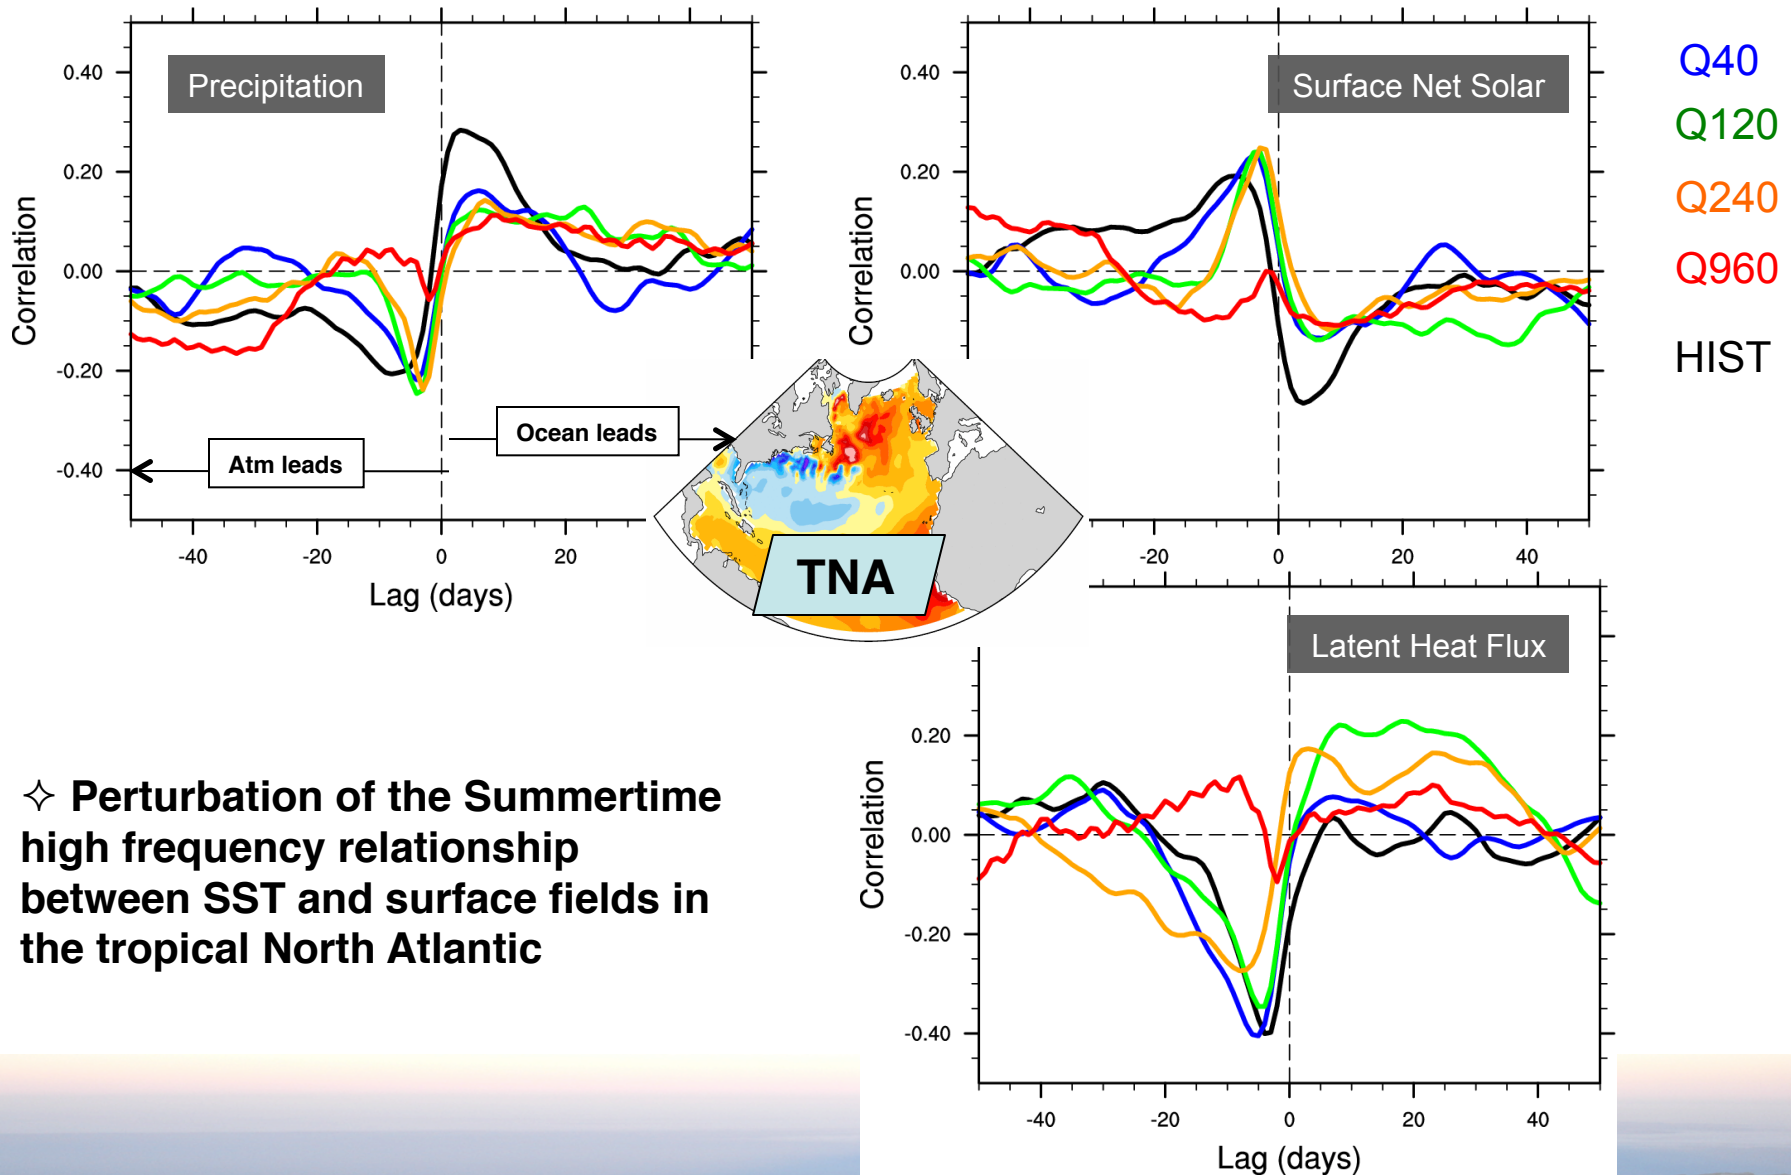 Precipitation
0.40
0.20
0.00
-0.20
-0.40
Correlation
Ocean leads
Atm leads
-40
-20
0
20
Lag (days)
Surface Net Solar
0.40
0.20
0.00
Correlation
-20
0
20
40
Q40
Q120
Q240
Q960
HIST
TNA
Latent Heat Flux
0.20
0.00
-0.20
-0.40
Correlation
-40
-20
0
20
40
Lag (days)
✧ Perturbation of the Summertime
high frequency relationship
between SST and surface fields in
the tropical North Atlantic